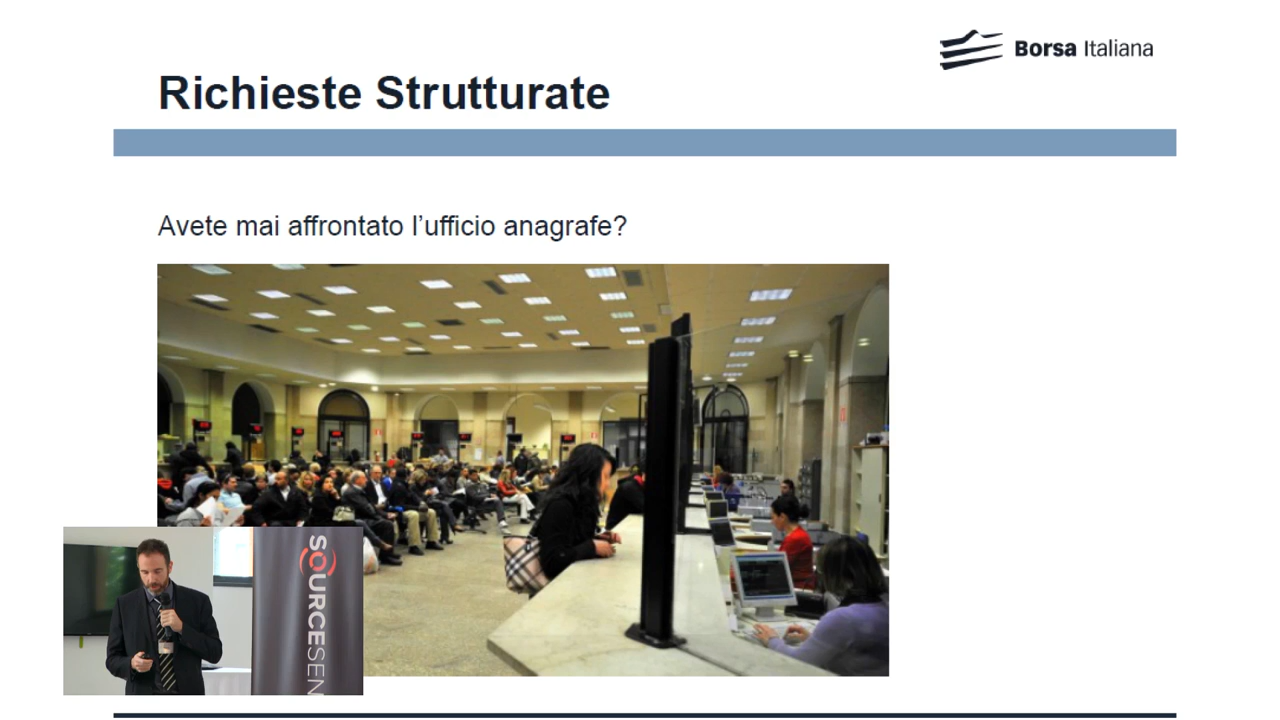 Borsa Italiana
Richieste Strutturate
Avete mai affrontato l’ufficio anagrafe?
SOURCESEN